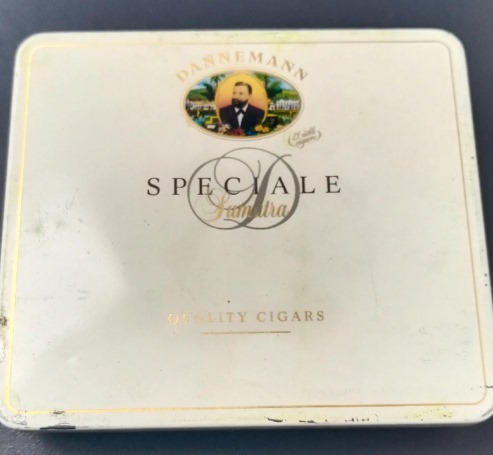 DANNEMANN
SPECIALE
D
Sumatra
QUALITY CIGARS